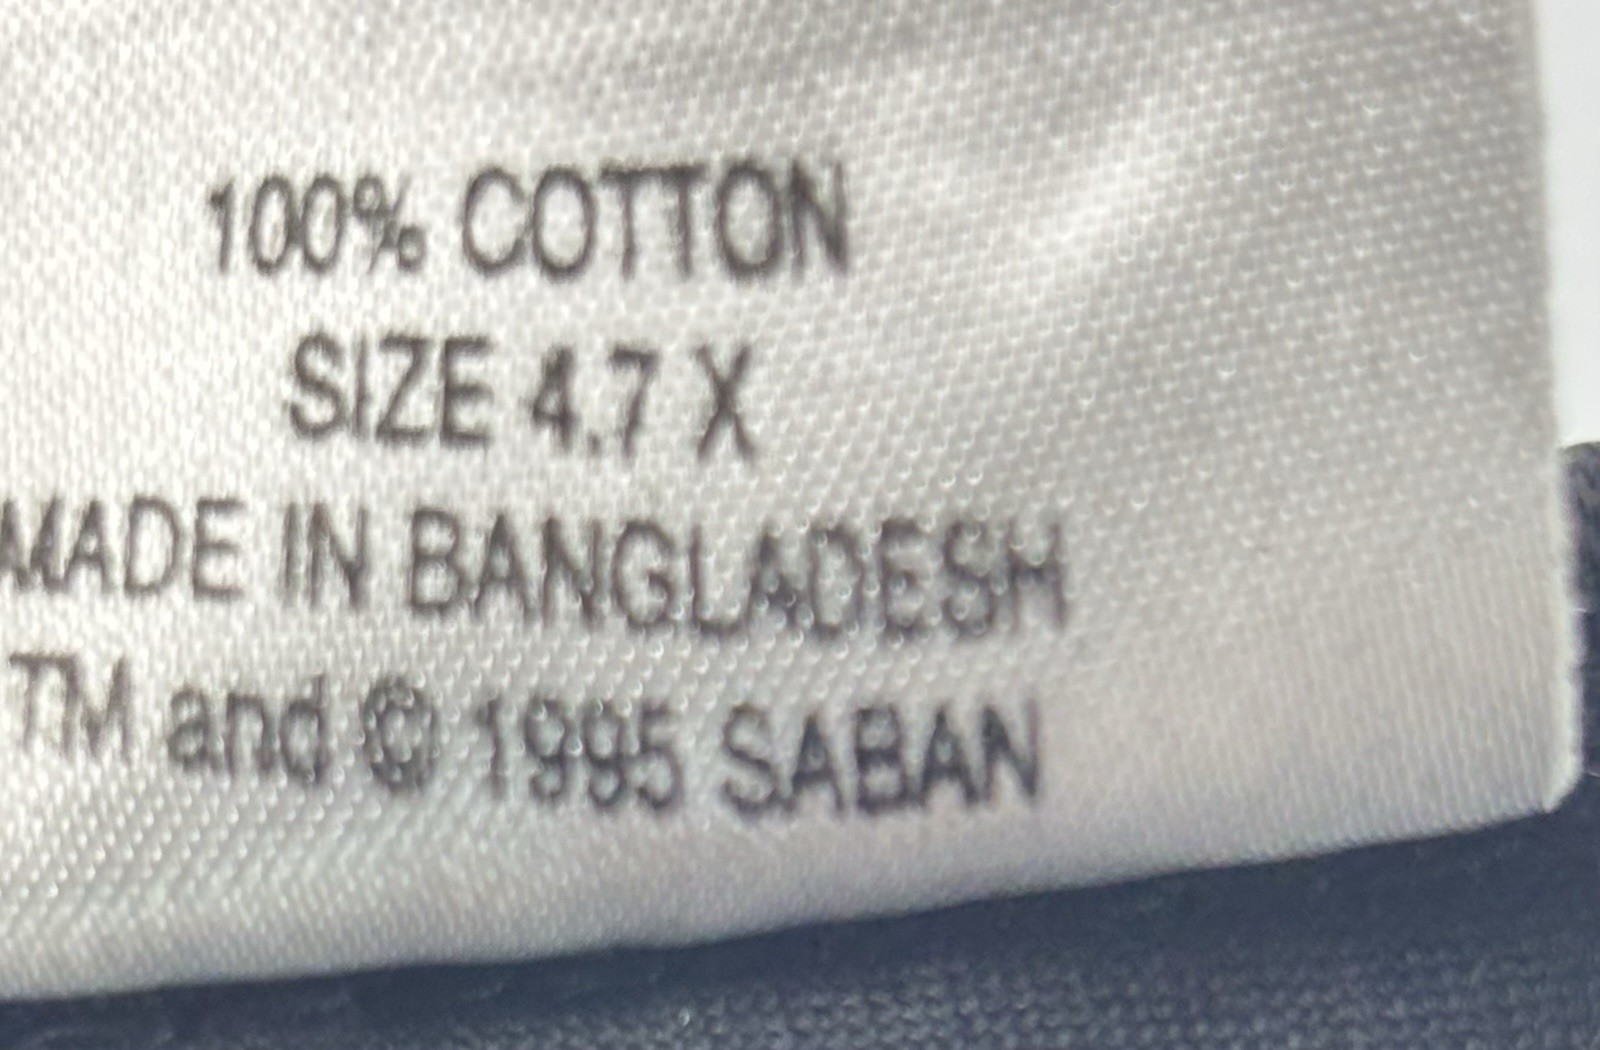 100% COTTON
SIZE 4.7 X
MADE IN BANGLADESH
TM and © 1995 SABAN